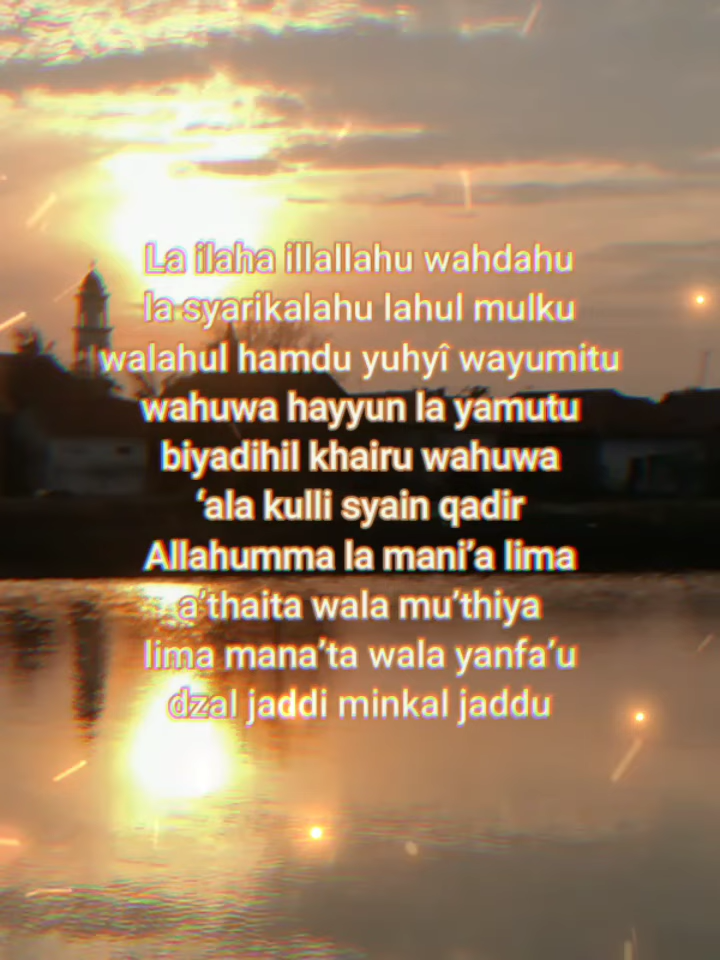 La ilaha illallahu wahdahu
la syarikalahu lahul mulku
walahul hamdu yuhyî wayumitu
wahuwa hayyun la yamutu
biyadihil khairu wahuwa
‘ala kulli syain qadir
Allahumma la mani’a lima
a’thaita wala mu’thiya
lima mana’ta wala yanfa’u
dzal jaddi minkal jaddu